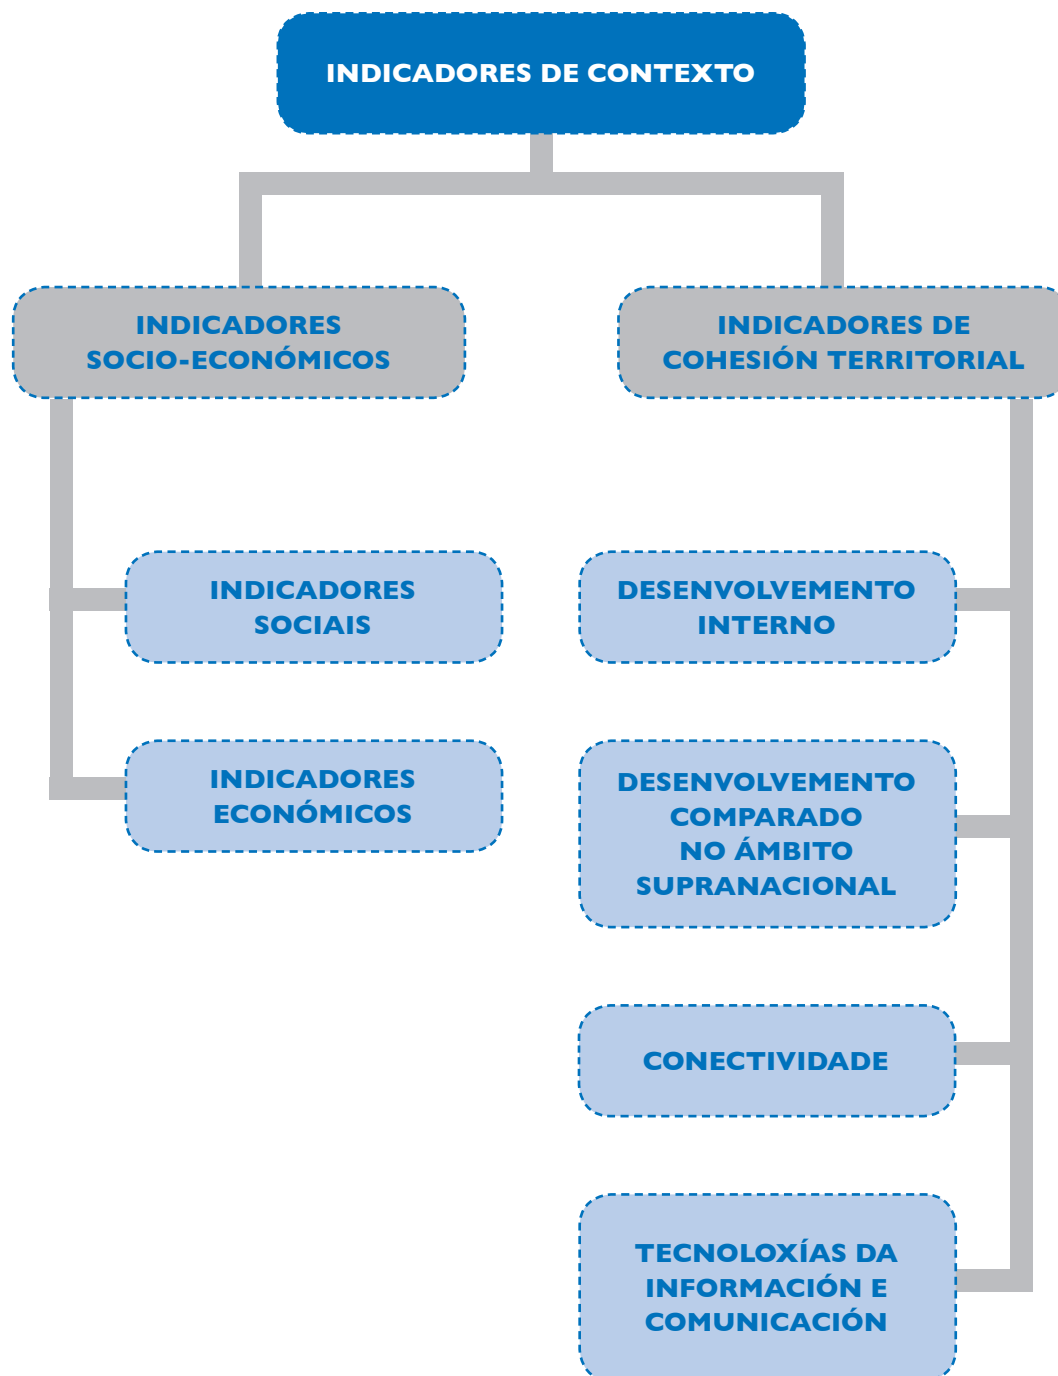 INDICADORES DE CONTEXTO
INDICADORES
SOCIO-ECONÓMICOS
INDICADORES DE
COHESIÓN TERRITORIAL
INDICADORES
SOCIAIS
INDICADORES
ECONÓMICOS
DESENVOLVEMENTO
INTERNO
DESENVOLVEMENTO
COMPARADO
NO ÁMBITO
SUPRANACIONAL
CONECTIVIDADE
TECNOLOXÍAS DA
INFORMACIÓN E
COMUNICACIÓN